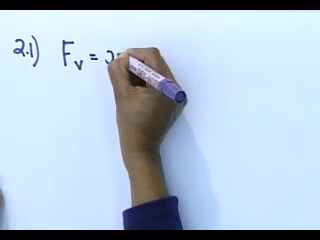 2.1) Fᵥ =